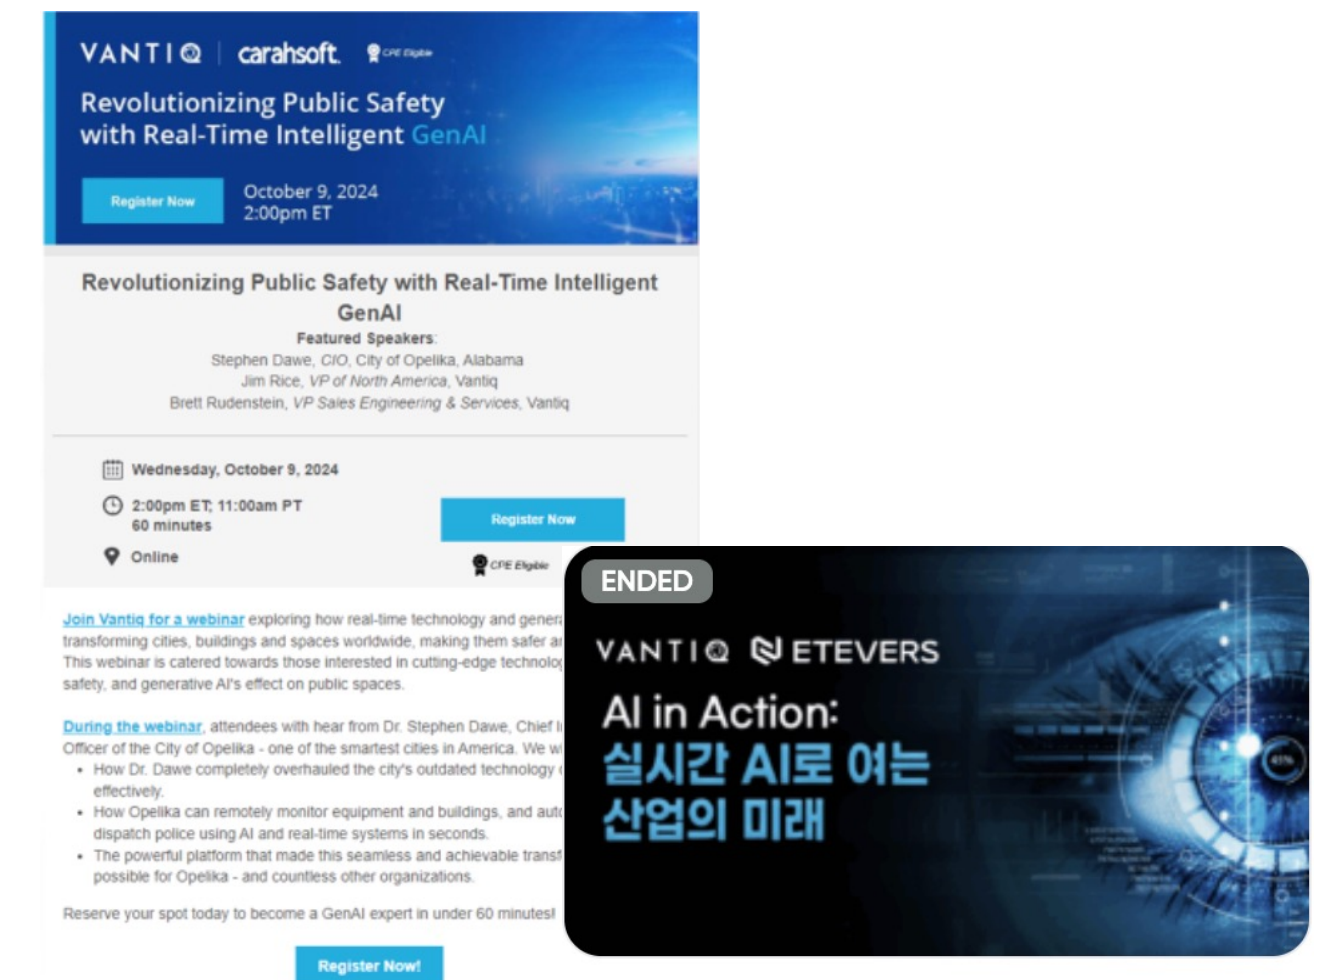 VANTIQ | carahsoft. CPE Eligible
Revolutionizing Public Safety
with Real-Time Intelligent GenAI
Register Now
October 9, 2024
2:00pm ET
Revolutionizing Public Safety with Real-Time Intelligent
GenAI
Featured Speakers:
Stephen Dawe, CIO, City of Opelika, Alabama
Jim Rice, VP of North America, Vantiq
Brett Rudenstein, VP Sales Engineering & Services, Vantiq
Wednesday, October 9, 2024
2:00pm ET; 11:00am PT
60 minutes
Register Now
Online
CPE Eligible
Join Vantiq for a webinar exploring how real-time technology and genera
transforming cities, buildings and spaces worldwide, making them safer a
This webinar is catered towards those interested in cutting-edge technolo
safety, and generative AI's effect on public spaces.
During the webinar, attendees with hear from Dr. Stephen Dawe, Chief I
Officer of the City of Opelika - one of the smartest cities in America. We w
• How Dr. Dawe completely overhauled the city's outdated technology
effectively.
• How Opelika can remotely monitor equipment and buildings, and aut
dispatch police using AI and real-time systems in seconds.
• The powerful platform that made this seamless and achievable transf
possible for Opelika - and countless other organizations.
Reserve your spot today to become a GenAI expert in under 60 minutes!
Register Now!
ENDED
VANTIQ ETEVERS
AI in Action:
실시간 AI로 여는
산업의 미래